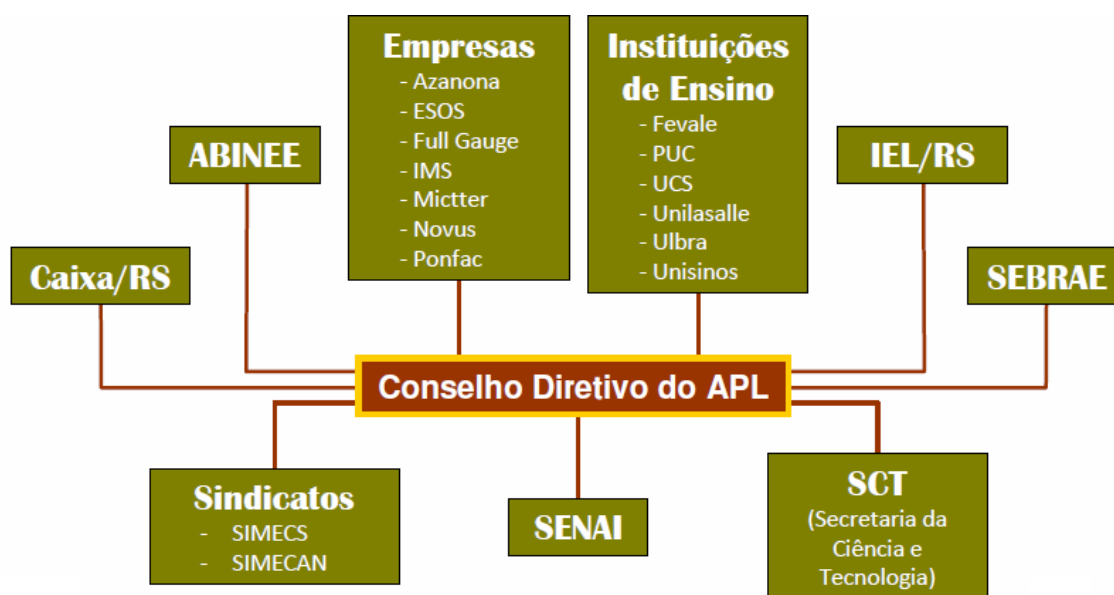 Empresas
- Azanona
- ESOS
- Full Gauge
- IMS
- Mictter
- Novus
- Ponfac
Instituições
de Ensino
- Fevale
- PUC
- UCS
- Unilasalle
- Ulbra
- Unisinos
ABINEE
IEL/RS
Caixa/RS
SEBRAE
Conselho Diretivo do APL
Sindicatos
- SIMECS
- SIMECAN
SENAI
SCT
(Secretaria da
Ciência e
Tecnologia)